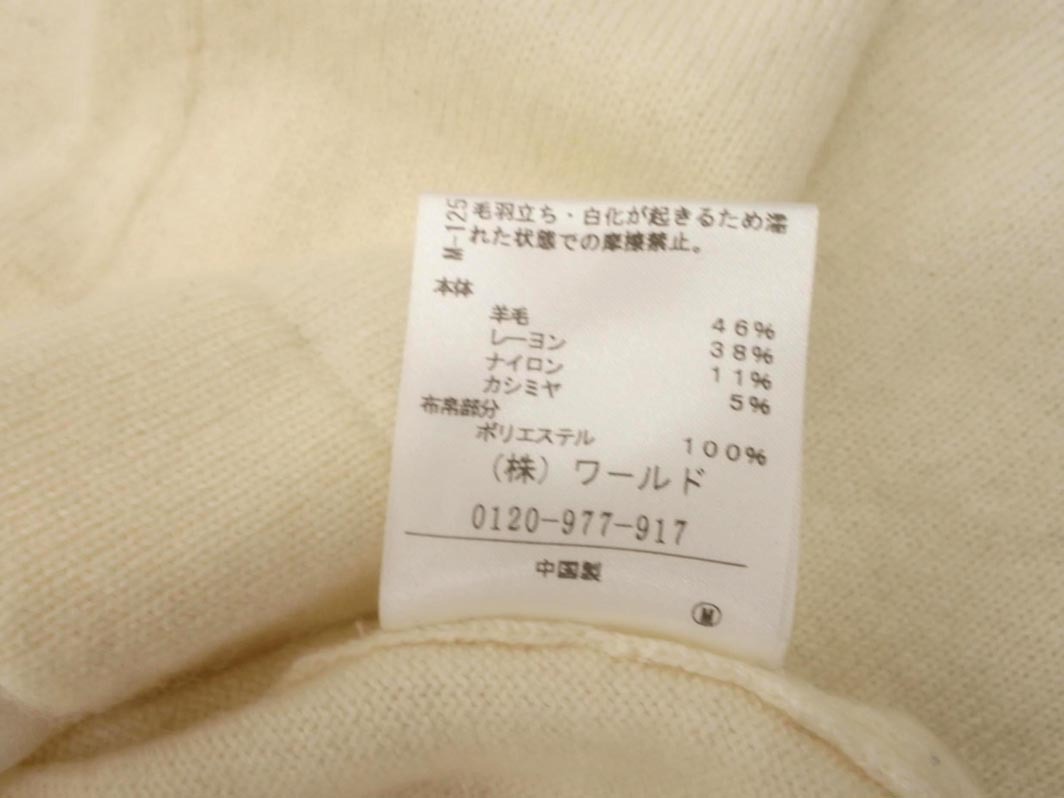 M-125
毛羽立ち・白化が起きるため濡
れた状態での摩擦禁止。
本体
羊毛 46%
レーヨン 38%
ナイロン 11%
カシミヤ 5%
布帛部分
ポリエステル 100%
(株)ワールド
0120-977-917
中国製
Ⓜ